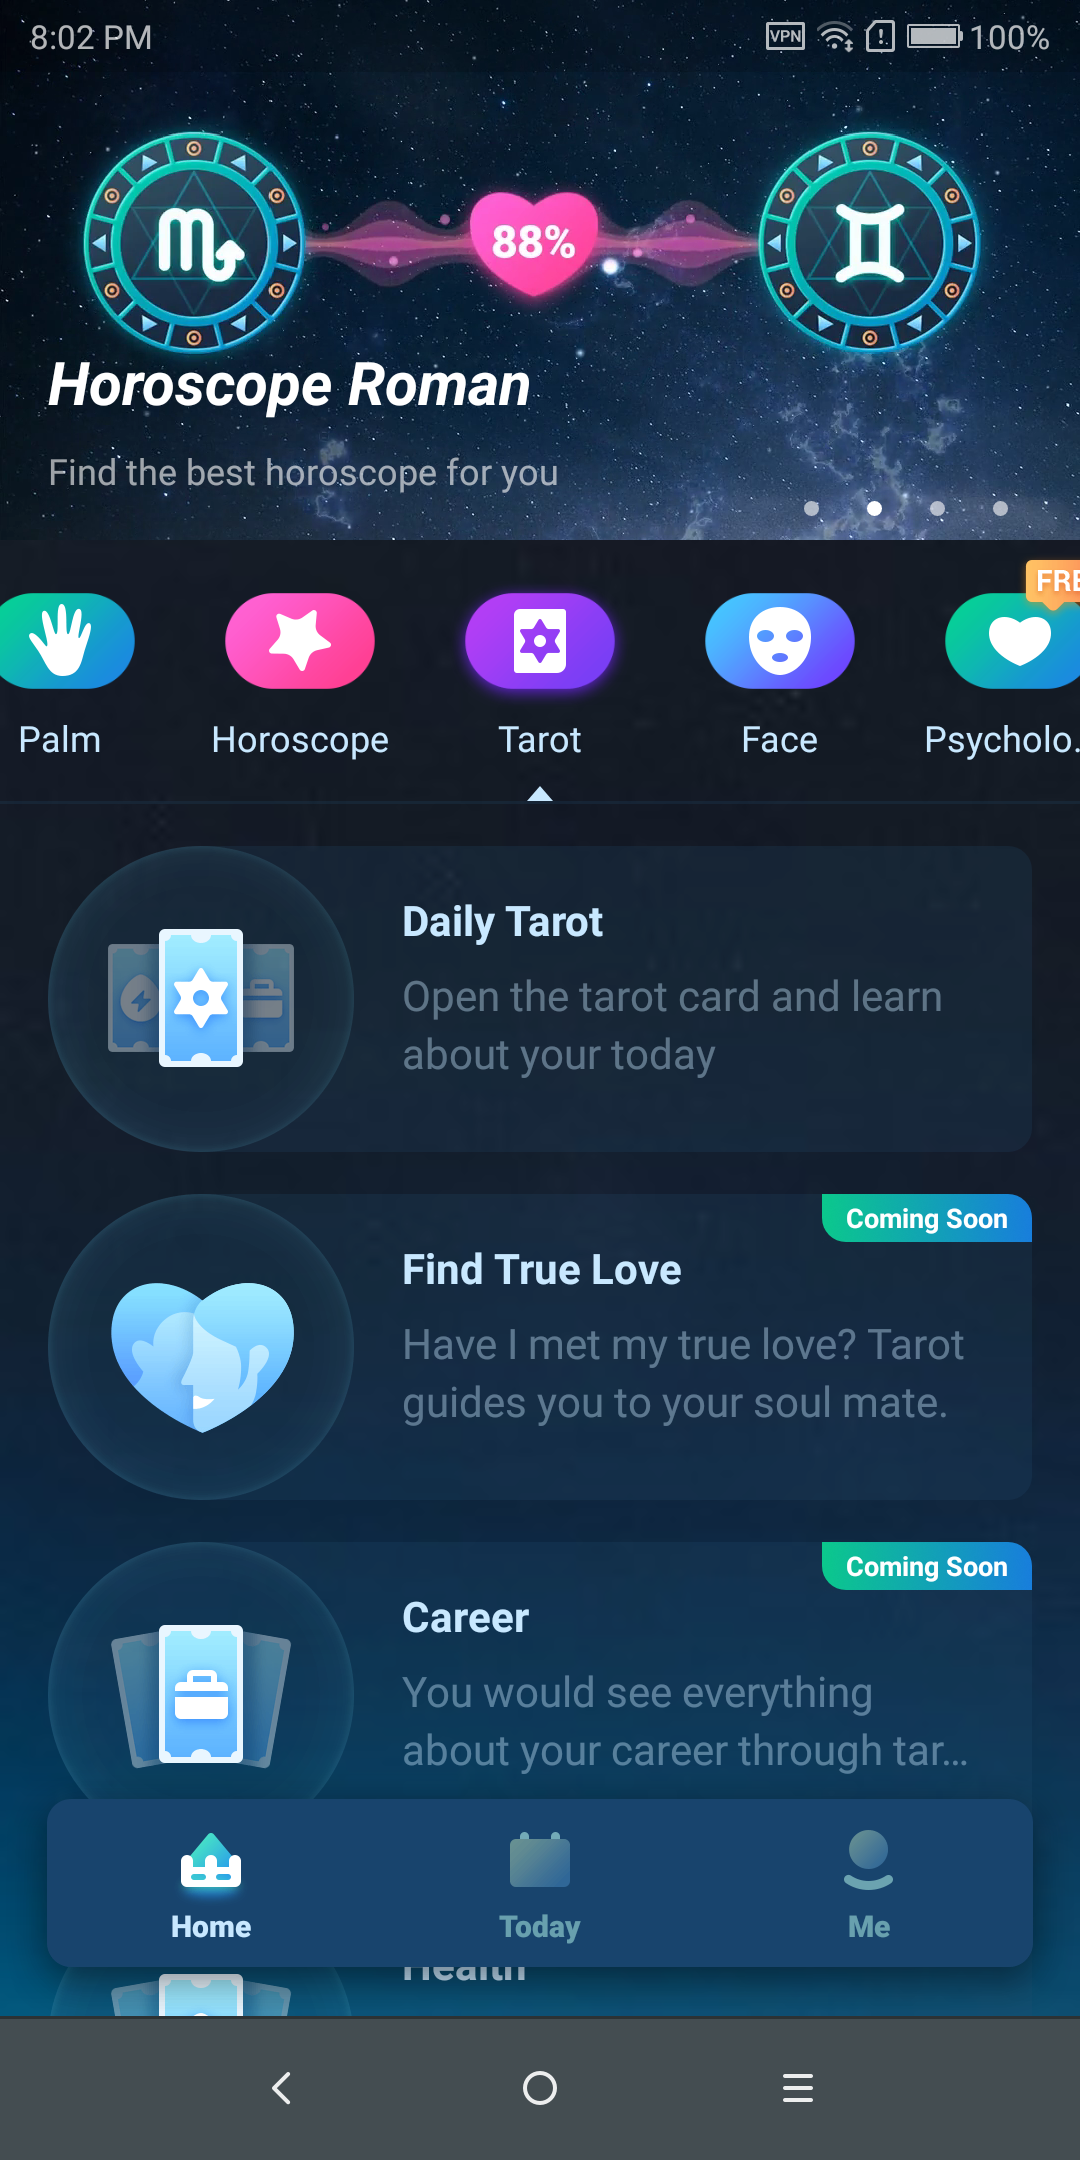 8:02 PM
VPN
100%
88%
Horoscope Roman
Find the best horoscope for you
FRE
Palm
Horoscope
Tarot
Face
Psycholo.
Daily Tarot
Open the tarot card and learn
about your today
Coming Soon
Find True Love
Have I met my true love? Tarot
guides you to your soul mate.
Coming Soon
Career
You would see everything
about your career through tar...
Home
Today
Me
Health